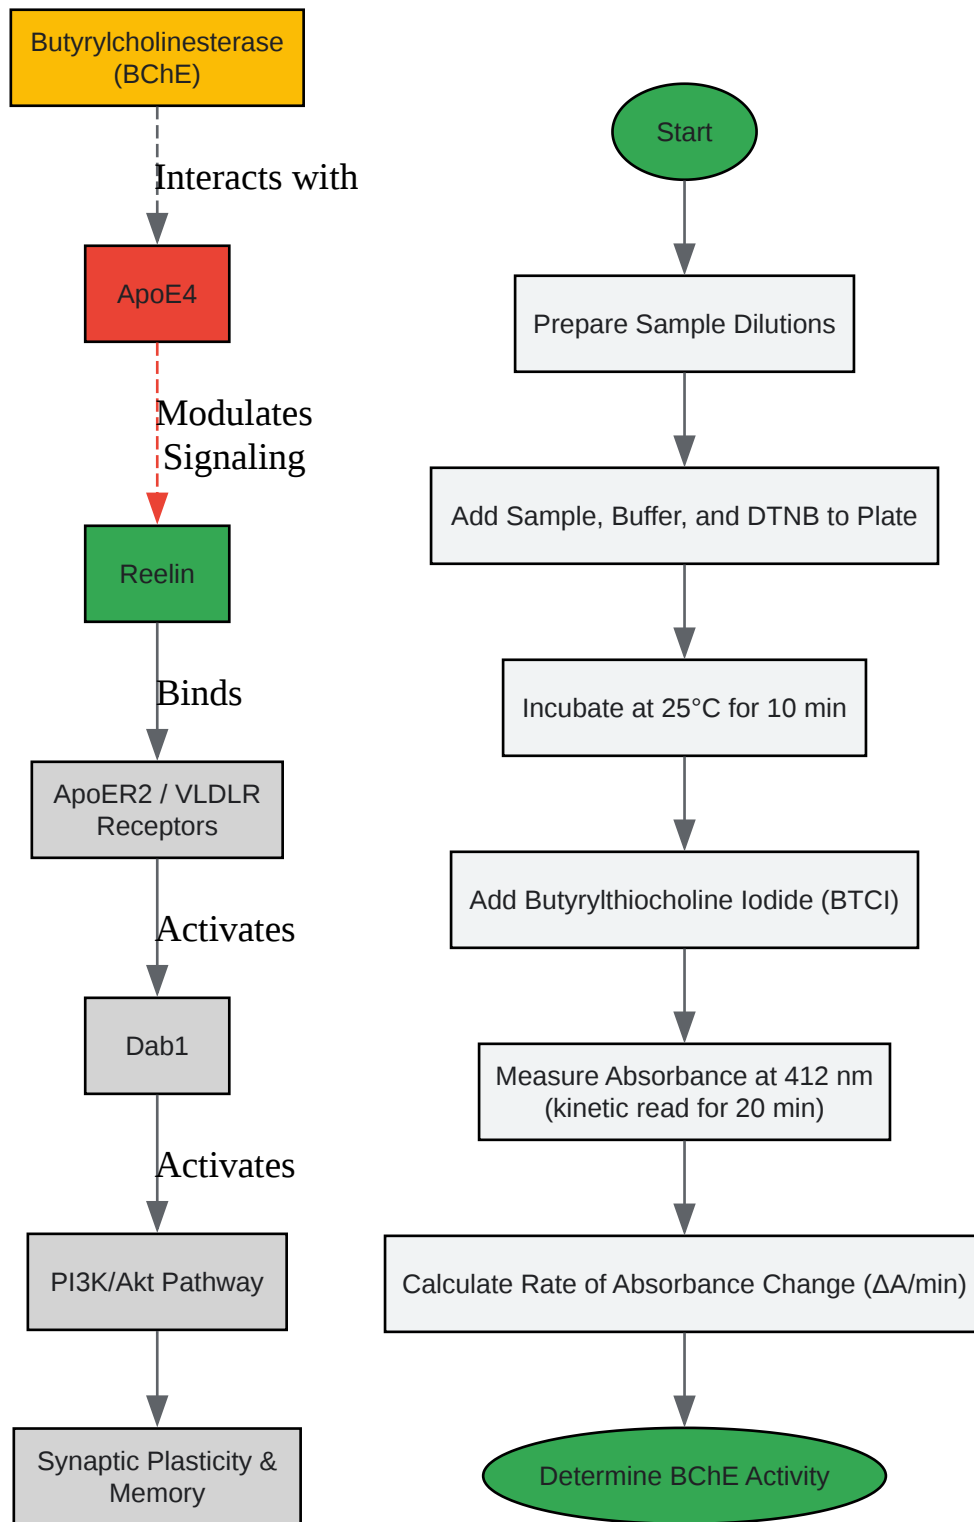 Butyrylcholinesterase
(BChE)
Interacts with
ApoE4
Modulates
Signaling
Reelin
Binds
ApoER2 / VLDLR
Receptors
Activates
Dab1
Activates
PI3K/Akt Pathway
Synaptic Plasticity &
Memory
Start
Prepare Sample Dilutions
Add Sample, Buffer, and DTNB to Plate
Incubate at 25°C for 10 min
Add Butyrylthiocholine Iodide (BTCI)
Measure Absorbance at 412 nm
(kinetic read for 20 min)
Calculate Rate of Absorbance Change (ΔA/min)
Determine BChE Activity